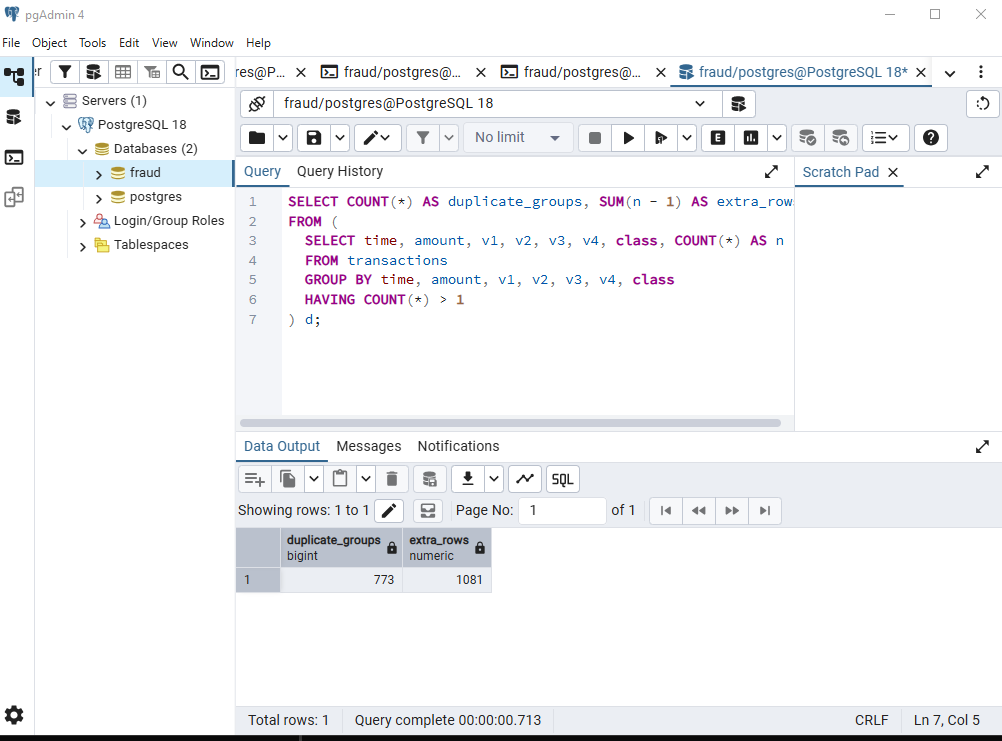 pgAdmin 4
File Object Tools Edit View Window Help
er
res@P... fraud/postgres@... fraud/postgres@... fraud/postgres@PostgreSQL 18*
Servers (1)
PostgreSQL 18
Databases (2)
fraud
postgres
Login/Group Roles
Tablespaces
fraud/postgres@PostgreSQL 18
No limit
E
Query Query History
Scratch Pad
1 SELECT COUNT(*) AS duplicate_groups, SUM(n - 1) AS extra_row
2 FROM (
3 SELECT time, amount, v1, v2, v3, v4, class, COUNT(*) AS n
4 FROM transactions
5 GROUP BY time, amount, v1, v2, v3, v4, class
6 HAVING COUNT(*) > 1
7 ) d;
Data Output Messages Notifications
SQL
Showing rows: 1 to 1 Page No: 1 of 1
duplicate_groups extra_rows
bigint numeric
1 773 1081
Total rows: 1 Query complete 00:00:00.713 CRLF Ln 7, Col 5